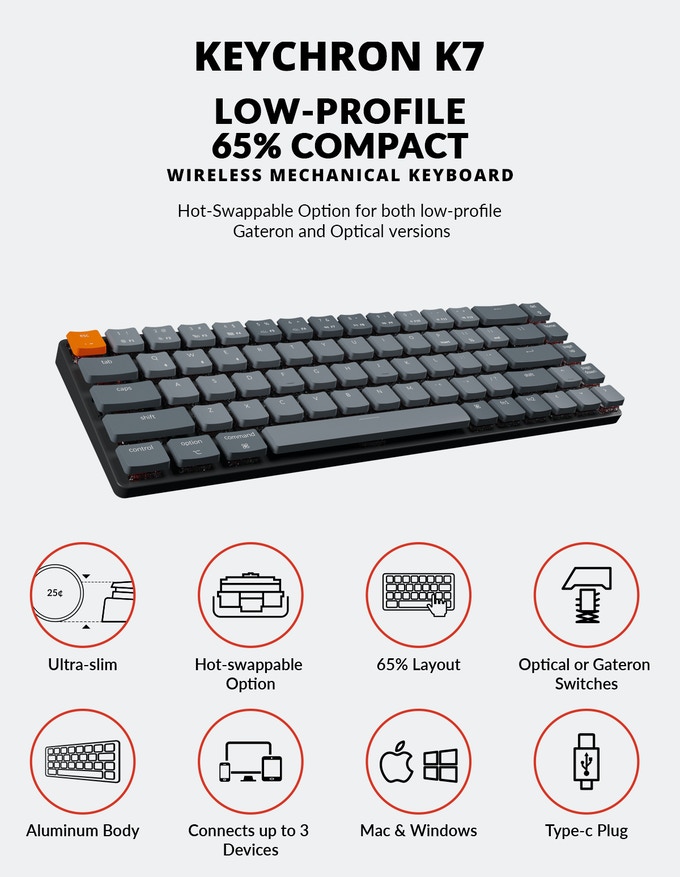 KEYCHRON K7
LOW-PROFILE
65% COMPACT
WIRELESS MECHANICAL KEYBOARD
Hot-Swappable Option for both low-profile
Gateron and Optical versions
esc
tab
Q
W
E
R
caps
A
S
D
F
G
H
shift
Z
X
C
V
B
N
M
control
option
command
25¢
Ultra-slim
Hot-swappable
Option
65% Layout
Optical or Gateron
Switches
Aluminum Body
Connects up to 3
Devices
Mac & Windows
Type-c Plug